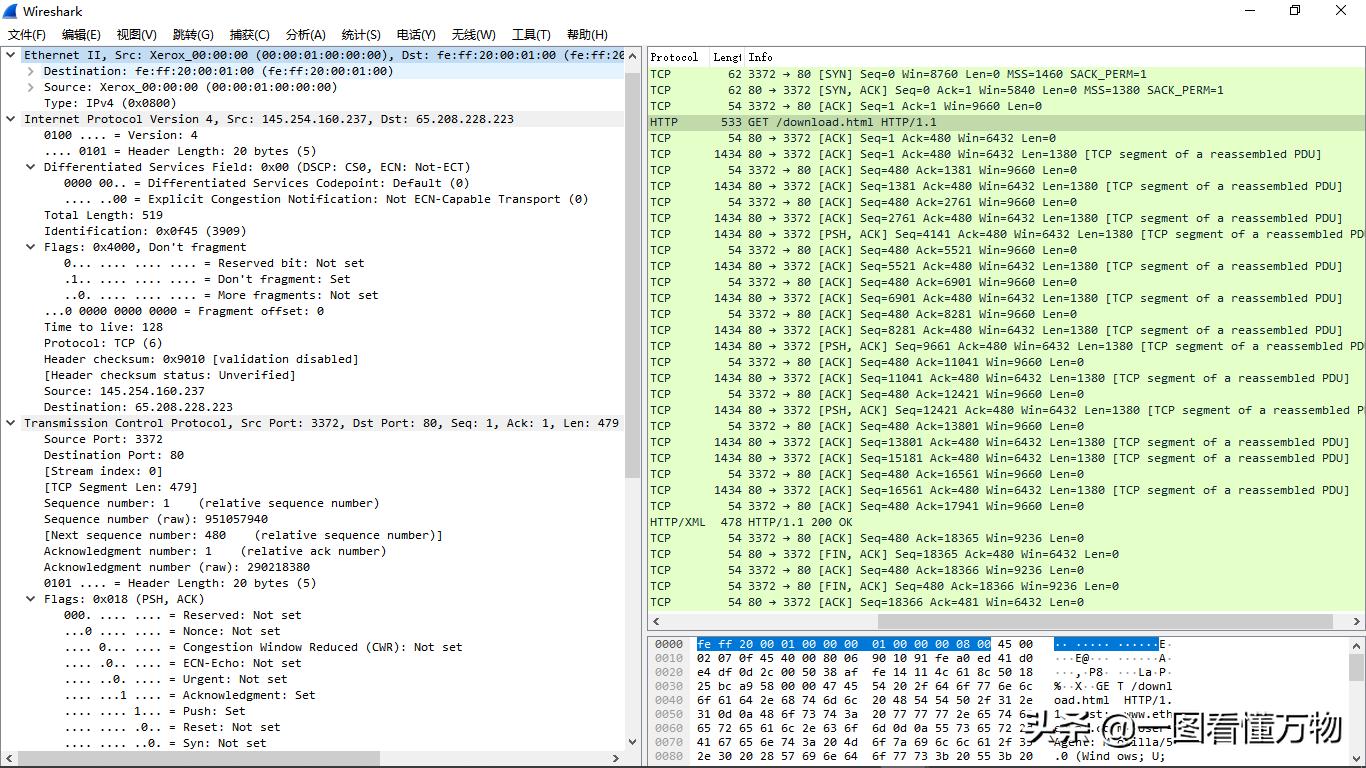 Wireshark
文件(F) 编辑(E) 视图(V) 跳转(G) 捕获(C) 分析(A) 统计(S) 电话(Y) 无线(W) 工具(T) 帮助(H)
Ethernet II, Src: Xerox_00:00:00 (00:00:01:00:00:00), Dst: fe:ff:20:00:01:00 (fe:ff:20
Destination: fe:ff:20:00:01:00 (fe:ff:20:00:01:00)
Source: Xerox_00:00:00 (00:00:01:00:00:00)
Type: IPv4 (0x0800)
Internet Protocol Version 4, Src: 145.254.160.237, Dst: 65.208.228.223
0100 .... = Version: 4
.... 0101 = Header Length: 20 bytes (5)
Differentiated Services Field: 0x00 (DSCP: CS0, ECN: Not-ECT)
0000 00.. = Differentiated Services Codepoint: Default (0)
.... ..00 = Explicit Congestion Notification: Not ECN-Capable Transport (0)
Total Length: 519
Identification: 0x0f45 (3909)
Flags: 0x4000, Don't fragment
0... .... .... .... = Reserved bit: Not set
.1.. .... .... .... = Don't fragment: Set
..0. .... .... .... = More fragments: Not set
...0 0000 0000 0000 = Fragment offset: 0
Time to live: 128
Protocol: TCP (6)
Header checksum: 0x9010 [validation disabled]
[Header checksum status: Unverified]
Source: 145.254.160.237
Destination: 65.208.228.223
Transmission Control Protocol, Src Port: 3372, Dst Port: 80, Seq: 1, Ack: 1, Len: 479
Source Port: 3372
Destination Port: 80
[Stream index: 0]
[TCP Segment Len: 479]
Sequence number: 1 (relative sequence number)
Sequence number (raw): 951057940
[Next sequence number: 480 (relative sequence number)]
Acknowledgment number: 1 (relative ack number)
Acknowledgment number (raw): 290218380
0101 .... = Header Length: 20 bytes (5)
Flags: 0x018 (PSH, ACK)
000. .... .... = Reserved: Not set
...0 .... .... = Nonce: Not set
.... 0... .... = Congestion Window Reduced (CWR): Not set
.... .0.. .... = ECN-Echo: Not set
.... ..0. .... = Urgent: Not set
.... ...1 .... = Acknowledgment: Set
.... .... 1... = Push: Set
.... .... .0.. = Reset: Not set
.... .... ..0. = Syn: Not set
Protocol Lengt Info
TCP 62 3372 → 80 [SYN] Seq=0 Win=8760 Len=0 MSS=1460 SACK_PERM=1
TCP 62 80 → 3372 [SYN, ACK] Seq=0 Ack=1 Win=5840 Len=0 MSS=1380 SACK_PERM=1
TCP 54 3372 → 80 [ACK] Seq=1 Ack=1 Win=9660 Len=0
HTTP 533 GET /download.html HTTP/1.1
TCP 54 80 → 3372 [ACK] Seq=1 Ack=480 Win=6432 Len=0
TCP 1434 80 → 3372 [ACK] Seq=1 Ack=480 Win=6432 Len=1380 [TCP segment of a reassembled PDU]
TCP 54 3372 → 80 [ACK] Seq=480 Ack=1381 Win=9660 Len=0
TCP 1434 80 → 3372 [ACK] Seq=1381 Ack=480 Win=6432 Len=1380 [TCP segment of a reassembled PDU]
TCP 54 3372 → 80 [ACK] Seq=480 Ack=2761 Win=9660 Len=0
TCP 1434 80 → 3372 [ACK] Seq=2761 Ack=480 Win=6432 Len=1380 [TCP segment of a reassembled PDU]
TCP 1434 80 → 3372 [PSH, ACK] Seq=4141 Ack=480 Win=6432 Len=1380 [TCP segment of a reassembled PD
TCP 54 3372 → 80 [ACK] Seq=480 Ack=5521 Win=9660 Len=0
TCP 1434 80 → 3372 [ACK] Seq=5521 Ack=480 Win=6432 Len=1380 [TCP segment of a reassembled PDU]
TCP 54 3372 → 80 [ACK] Seq=480 Ack=6901 Win=9660 Len=0
TCP 1434 80 → 3372 [ACK] Seq=6901 Ack=480 Win=6432 Len=1380 [TCP segment of a reassembled PDU]
TCP 54 3372 → 80 [ACK] Seq=480 Ack=8281 Win=9660 Len=0
TCP 1434 80 → 3372 [ACK] Seq=8281 Ack=480 Win=6432 Len=1380 [TCP segment of a reassembled PDU]
TCP 1434 80 → 3372 [PSH, ACK] Seq=9661 Ack=480 Win=6432 Len=1380 [TCP segment of a reassembled PD
TCP 54 3372 → 80 [ACK] Seq=480 Ack=11041 Win=9660 Len=0
TCP 1434 80 → 3372 [ACK] Seq=11041 Ack=480 Win=6432 Len=1380 [TCP segment of a reassembled PDU]
TCP 54 3372 → 80 [ACK] Seq=480 Ack=12421 Win=9660 Len=0
TCP 1434 80 → 3372 [PSH, ACK] Seq=12421 Ack=480 Win=6432 Len=1380 [TCP segment of a reassembled P
TCP 54 3372 → 80 [ACK] Seq=480 Ack=13801 Win=9660 Len=0
TCP 1434 80 → 3372 [ACK] Seq=13801 Ack=480 Win=6432 Len=1380 [TCP segment of a reassembled PDU]
TCP 1434 80 → 3372 [ACK] Seq=15181 Ack=480 Win=6432 Len=1380 [TCP segment of a reassembled PDU]
TCP 54 3372 → 80 [ACK] Seq=480 Ack=16561 Win=9660 Len=0
TCP 1434 80 → 3372 [ACK] Seq=16561 Ack=480 Win=6432 Len=1380 [TCP segment of a reassembled PDU]
TCP 54 3372 → 80 [ACK] Seq=480 Ack=17941 Win=9660 Len=0
HTTP/XML 478 HTTP/1.1 200 OK
TCP 54 3372 → 80 [ACK] Seq=480 Ack=18365 Win=9236 Len=0
TCP 54 80 → 3372 [FIN, ACK] Seq=18365 Ack=480 Win=6432 Len=0
TCP 54 3372 → 80 [ACK] Seq=480 Ack=18366 Win=9236 Len=0
TCP 54 3372 → 80 [FIN, ACK] Seq=480 Ack=18366 Win=9236 Len=0
TCP 54 80 → 3372 [ACK] Seq=18366 Ack=481 Win=6432 Len=0
0000 fe ff 20 00 01 00 00 00 01 00 00 00 08 00 45 00 ········ ······E·
0010 02 07 0f 45 40 00 80 06 90 10 91 fe a0 ed 41 d0 ···E@··· ······A·
0020 e4 df 0d 2c 00 50 38 af fe 14 11 4c 61 8c 50 18 ···,·P8· ···La·P·
0030 25 bc a9 58 00 00 47 45 54 20 2f 64 6f 77 6e 6c %··X··GE T /downl
0040 6f 61 64 2e 68 74 6d 6c 20 48 54 54 50 2f 31 2e oad.html HTTP/1.
0050 31 0d 0a 48 6f 73 74 3a 20 77 77 77 2e 65 74 www.eth
0060 65 72 65 61 6c 2e 63 6f 6d 0d 0a 55 73 65 72
0070 41 67 65 6e 74 3a 20 4d 6f 7a 69 6c 6c 61 2f
0080 2e 30 20 28 57 69 6e 64 6f 77 73 3b 20 55 3b 20 .0 (Wind ows; U;
头条 @一图看懂万物